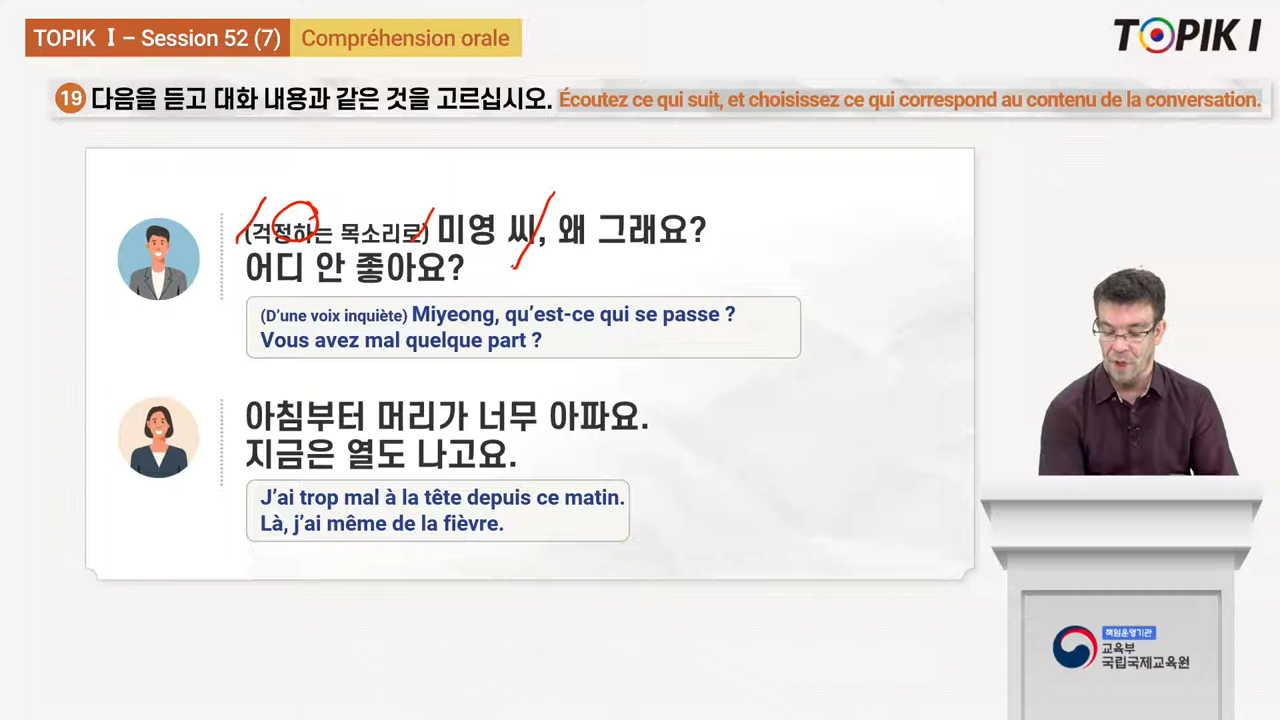 TOPIK Ⅰ – Session 52 (7) Compréhension orale
TOPIK I
19 다음을 듣고 대화 내용과 같은 것을 고르십시오. Écoutez ce qui suit, et choisissez ce qui correspond au contenu de la conversation.
(걱정하는 목소리로) 미영 씨, 왜 그래요?
어디 안 좋아요?
(D'une voix inquiète) Miyeong, qu'est-ce qui se passe ?
Vous avez mal quelque part ?
아침부터 머리가 너무 아파요.
지금은 열도 나고요.
J'ai trop mal à la tête depuis ce matin.
Là, j'ai même de la fièvre.
책임운영기관
교육부
국립국제교육원